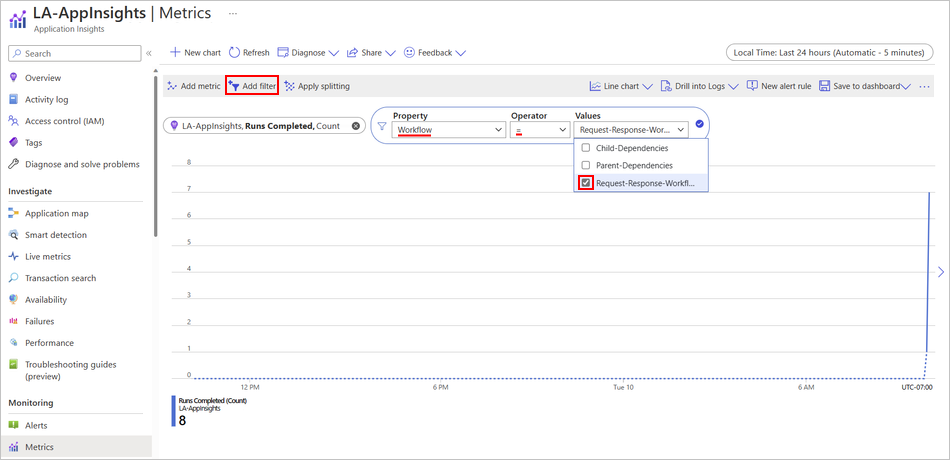 LA-AppInsights | Metrics ...
Application Insights
Search «
Overview
Activity log
Access control (IAM)
Tags
Diagnose and solve problems
Investigate
Application map
Smart detection
Live metrics
Transaction search
Availability
Failures
Performance
Troubleshooting guides
(preview)
Monitoring
Alerts
Metrics
New chart Refresh Diagnose Share Feedback
Local Time: Last 24 hours (Automatic - 5 minutes)
Add metric Add filter Apply splitting Line chart Drill into Logs New alert rule Save to dashboard ...
LA-AppInsights, Runs Completed, Count
Property Operator Values
Workflow = Request-Response-Wor...
Child-Dependencies
Parent-Dependencies
Request-Response-Workfl...
8
7
6
5
4
3
2
1
0
12 PM 6 PM Tue 10 6 AM UTC-07:00
Runs Completed (Count)
LA-AppInsights
8